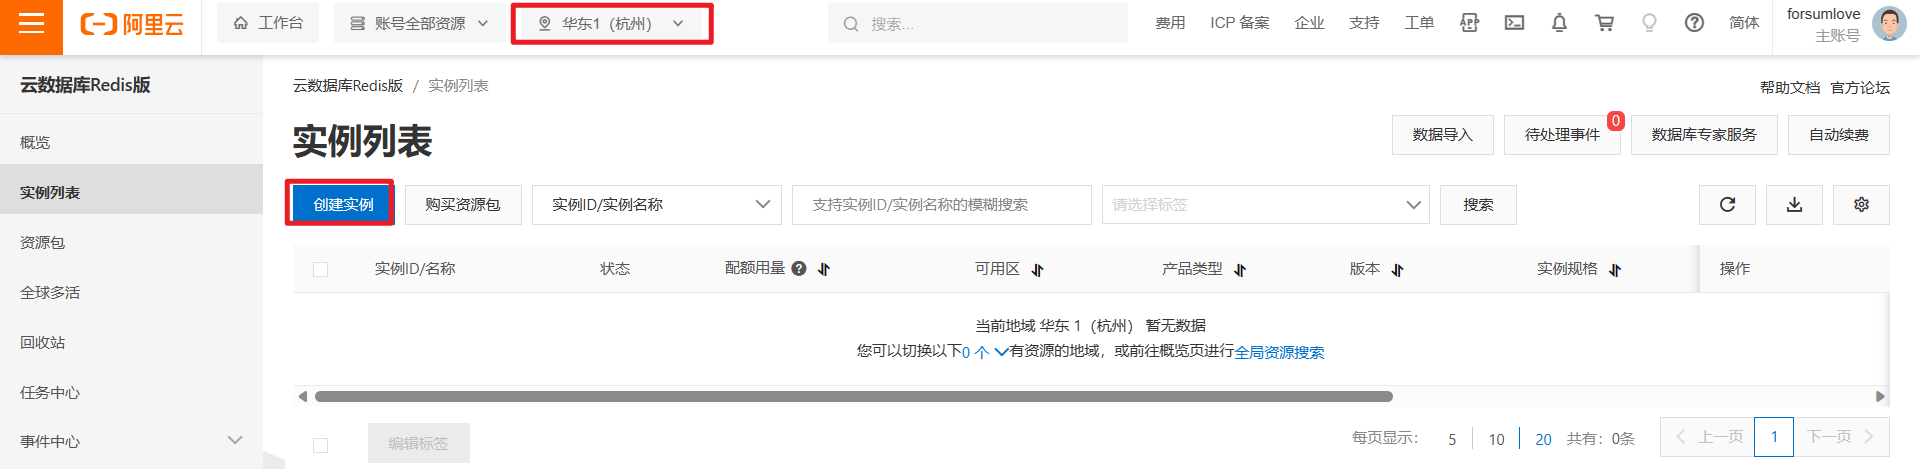 阿里云
工作台
账号全部资源
华东1（杭州）
搜索...
费用
ICP 备案
企业
支持
工单
简体
forsumlove
主账号
云数据库Redis版
概览
实例列表
资源包
全球多活
回收站
任务中心
事件中心
云数据库Redis版 / 实例列表
帮助文档 官方论坛
实例列表
数据导入
待处理事件
0
数据库专家服务
自动续费
创建实例
购买资源包
实例ID/实例名称
支持实例ID/实例名称的模糊搜索
请选择标签
搜索
实例ID/名称
状态
配额用量
可用区
产品类型
版本
实例规格
操作
当前地域 华东 1（杭州） 暂无数据
您可以切换以下0 个 有资源的地域，或前往概览页进行全局资源搜索
编辑标签
每页显示： 5 10 20 共有：0条
上一页 1 下一页